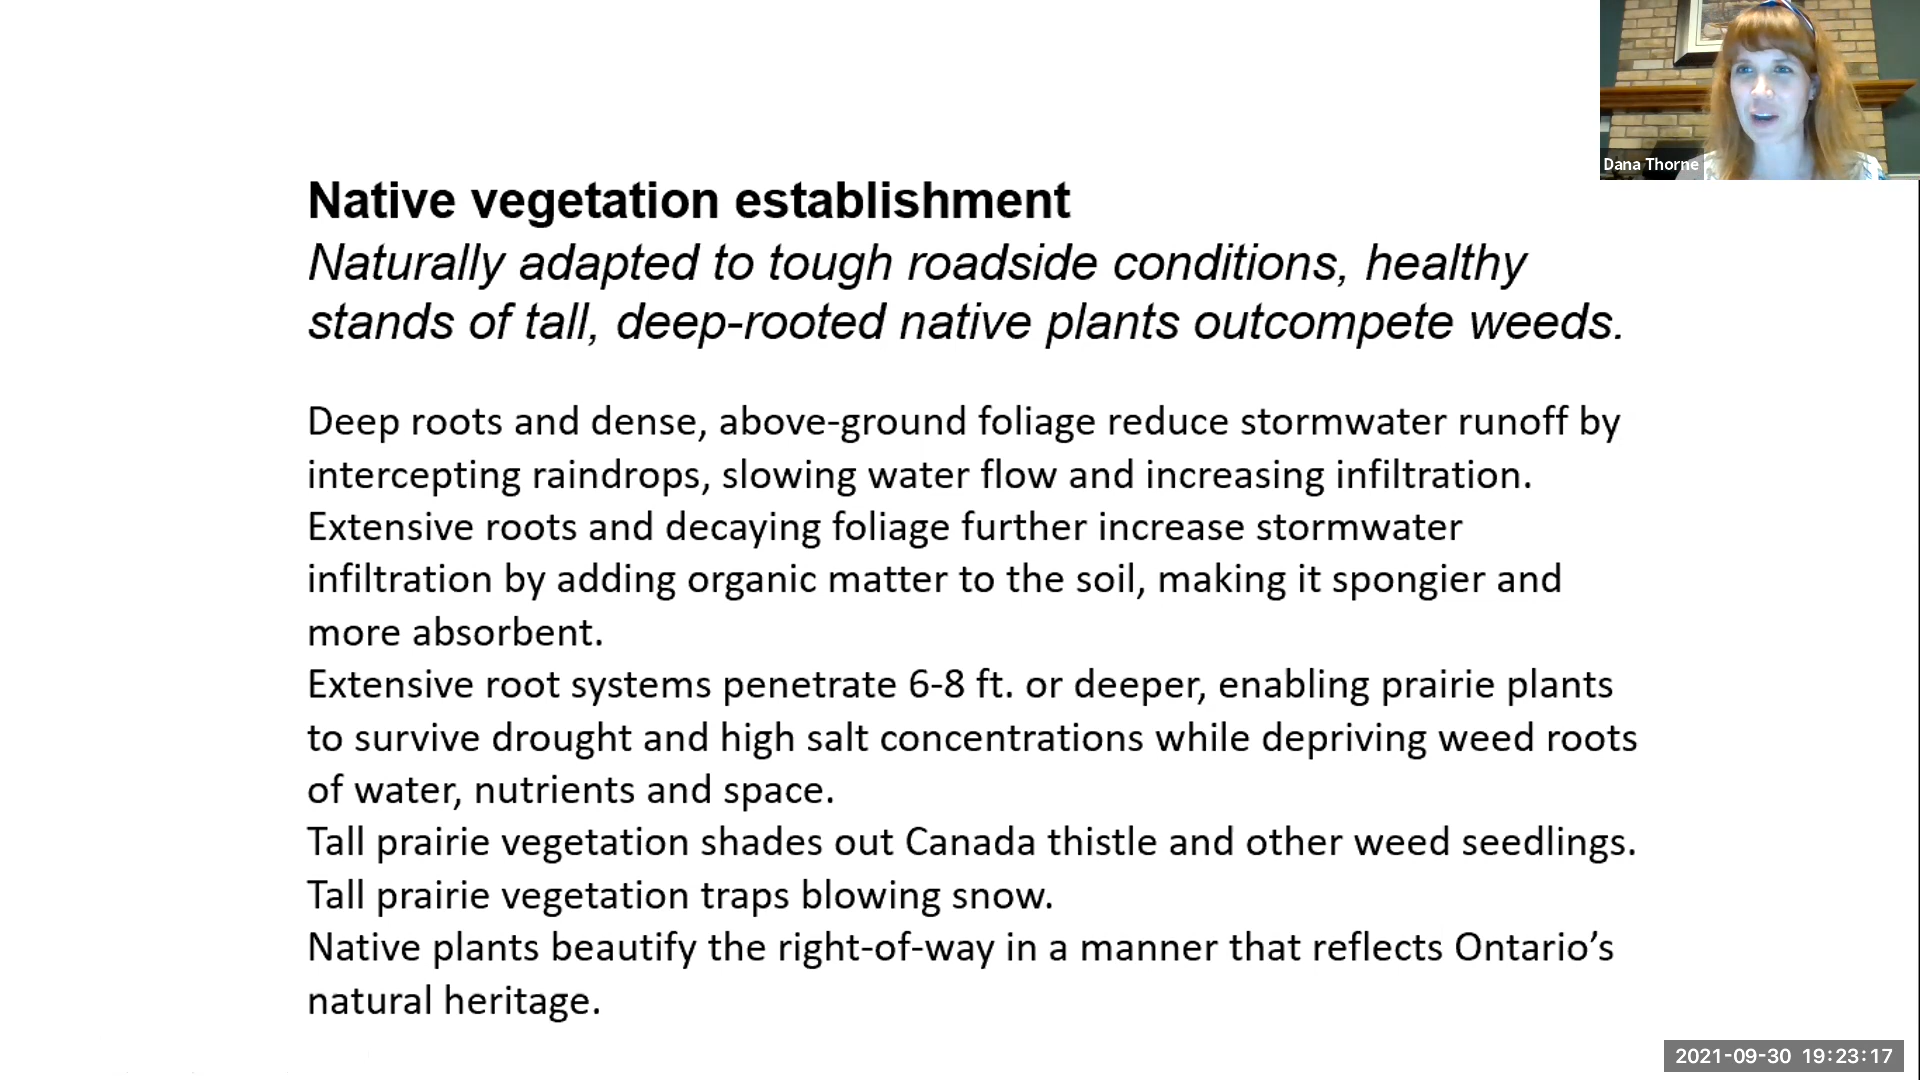 Dana Thorne
Native vegetation establishment
Naturally adapted to tough roadside conditions, healthy
stands of tall, deep-rooted native plants outcompete weeds.
Deep roots and dense, above-ground foliage reduce stormwater runoff by
intercepting raindrops, slowing water flow and increasing infiltration.
Extensive roots and decaying foliage further increase stormwater
infiltration by adding organic matter to the soil, making it spongier and
more absorbent.
Extensive root systems penetrate 6-8 ft. or deeper, enabling prairie plants
to survive drought and high salt concentrations while depriving weed roots
of water, nutrients and space.
Tall prairie vegetation shades out Canada thistle and other weed seedlings.
Tall prairie vegetation traps blowing snow.
Native plants beautify the right-of-way in a manner that reflects Ontario’s
natural heritage.
2021-09-30 19:23:17